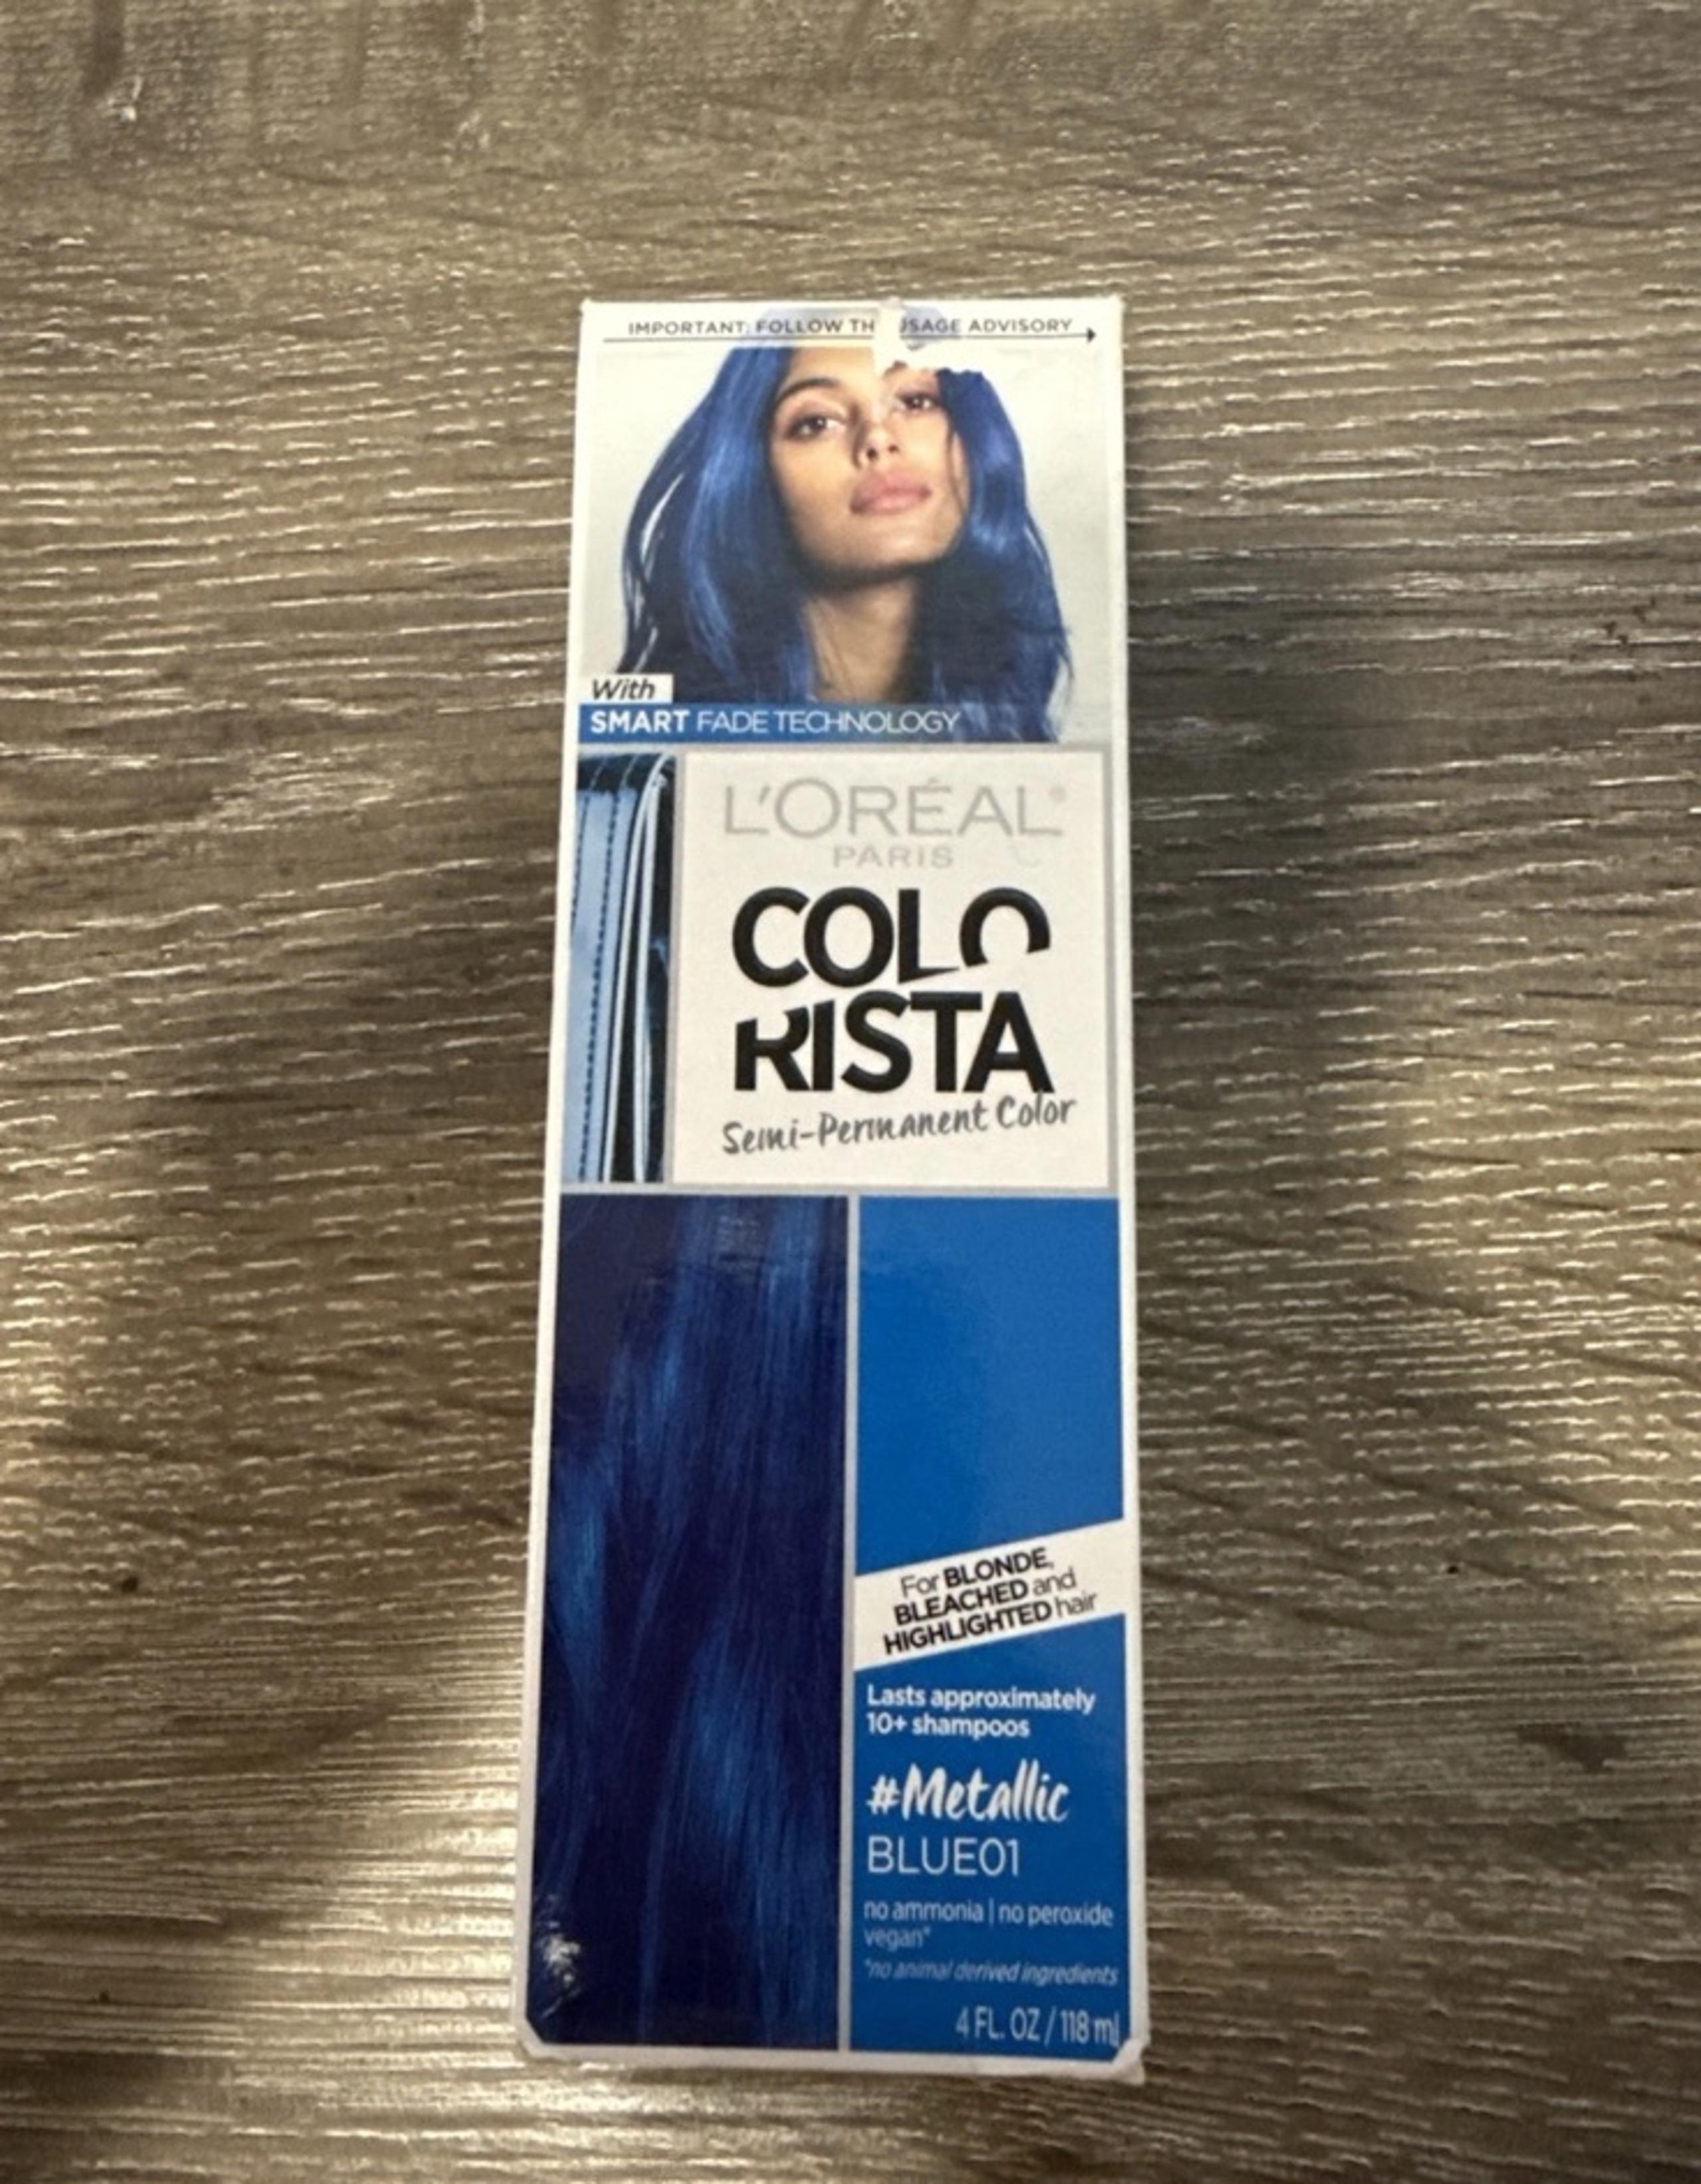 IMPORTANT: FOLLOW TH USAGE ADVISORY
With
SMART FADE TECHNOLOGY
L'ORÉAL®
PARIS
COLO
RISTA
Semi-Permanent Color
For BLONDE,
BLEACHED and
HIGHLIGHTED hair
Lasts approximately
10+ shampoos
#Metallic
BLUE01
no ammonia | no peroxide
vegan*
*no animal derived ingredients
4 FL. OZ / 118 ml